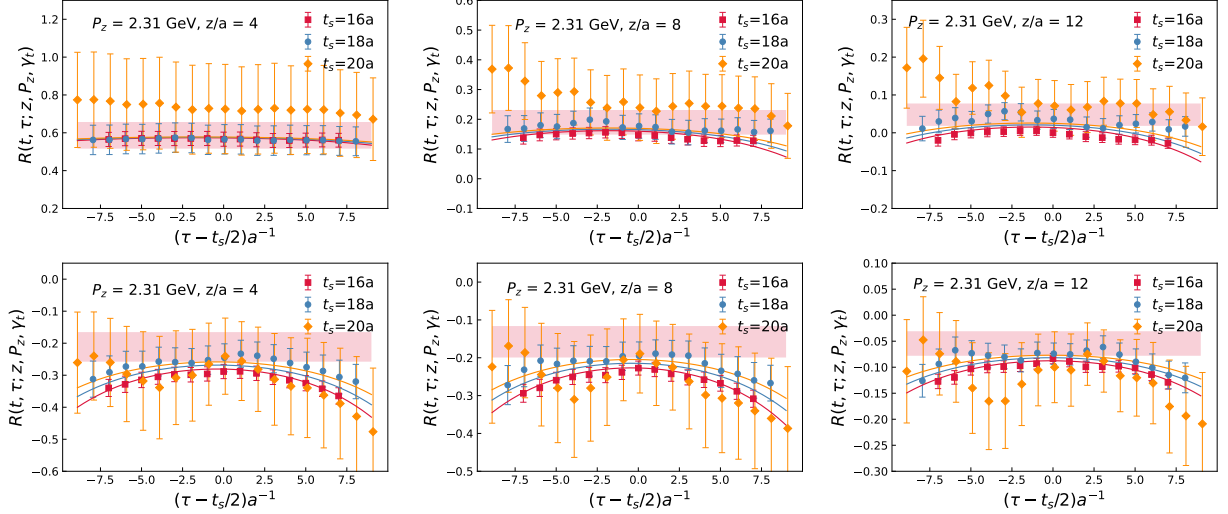 P_z = 2.31 GeV, z/a = 4
t_s=16a
t_s=18a
t_s=20a
R(t, τ; z, P_z, γ_t)
1.2
1.0
0.8
0.6
0.4
0.2
−7.5 −5.0 −2.5 0.0 2.5 5.0 7.5
(τ − t_s/2)a⁻¹
P_z = 2.31 GeV, z/a = 8
t_s=16a
t_s=18a
t_s=20a
R(t, τ; z, P_z, γ_t)
0.6
0.5
0.4
0.3
0.2
0.1
0.0
−0.1
−7.5 −5.0 −2.5 0.0 2.5 5.0 7.5
(τ − t_s/2)a⁻¹
P_z = 2.31 GeV, z/a = 12
t_s=16a
t_s=18a
t_s=20a
R(t, τ; z, P_z, γ_t)
0.3
0.2
0.1
0.0
−0.1
−0.2
−7.5 −5.0 −2.5 0.0 2.5 5.0 7.5
(τ − t_s/2)a⁻¹
P_z = 2.31 GeV, z/a = 4
t_s=16a
t_s=18a
t_s=20a
R(t, τ; z, P_z, γ_t)
−0.0
−0.1
−0.2
−0.3
−0.4
−0.5
−0.6
−7.5 −5.0 −2.5 0.0 2.5 5.0 7.5
(τ − t_s/2)a⁻¹
P_z = 2.31 GeV, z/a = 8
t_s=16a
t_s=18a
t_s=20a
R(t, τ; z, P_z, γ_t)
−0.0
−0.1
−0.2
−0.3
−0.4
−0.5
−7.5 −5.0 −2.5 0.0 2.5 5.0 7.5
(τ − t_s/2)a⁻¹
P_z = 2.31 GeV, z/a = 12
t_s=16a
t_s=18a
t_s=20a
R(t, τ; z, P_z, γ_t)
0.10
0.05
0.00
−0.05
−0.10
−0.15
−0.20
−0.25
−0.30
−7.5 −5.0 −2.5 0.0 2.5 5.0 7.5
(τ − t_s/2)a⁻¹